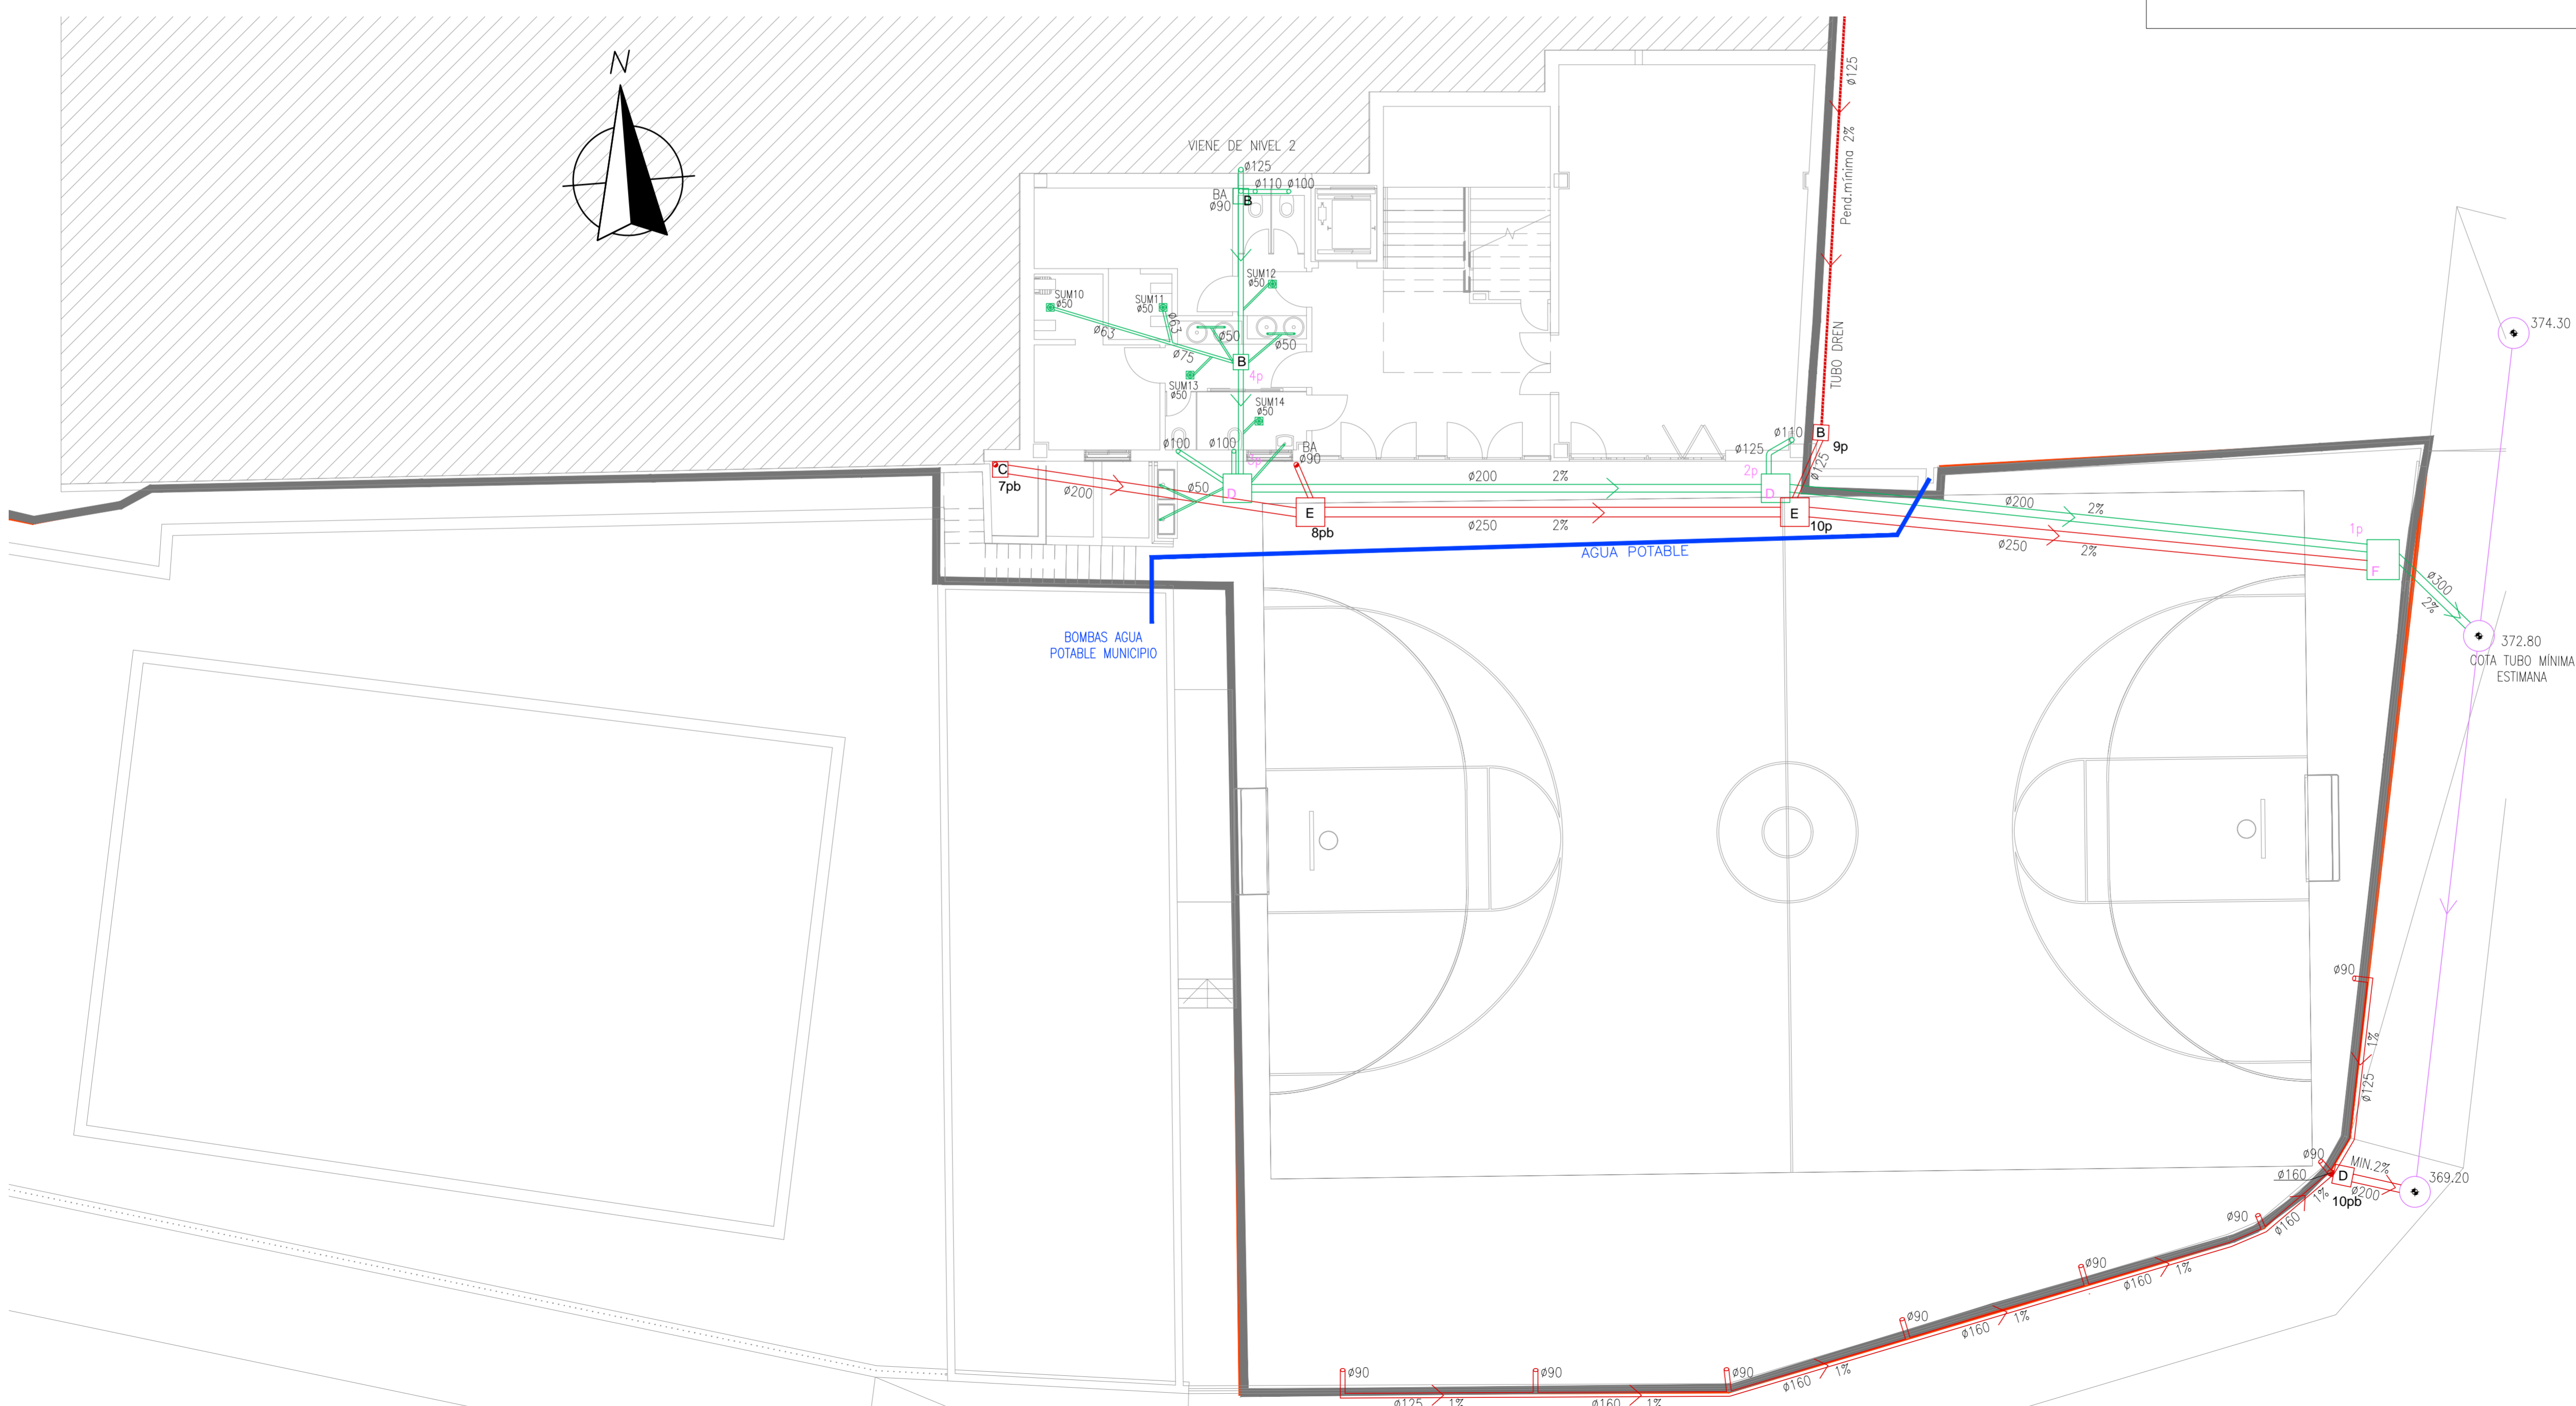 N
VIENE DE NIVEL 2
ø125
ø110 ø100
BA
ø90
B
SUM12
ø50
SUM10
ø50
SUM11
ø50
ø63
ø63
ø75
ø50
ø50
B
4p
SUM13
ø50
SUM14
ø50
ø100
ø100
BA
ø90
C
7pb
ø200
ø50
D
E
8pb
ø200 2%
ø250 2%
ø125
Pend.mínima 2%
TUBO DREN
B
9p
ø110
ø125
ø125
2p
D
E
10p
ø200 2%
ø250 2%
1p
F
ø300
2%
374.30
372.80
COTA TUBO MÍNIMA
ESTIMANA
AGUA POTABLE
BOMBAS AGUA
POTABLE MUNICIPIO
ø90
1%
ø125
ø90
ø160
D
10pb
MIN.2%
ø200
369.20
1%
ø160
ø90
ø90
ø160 1%
ø90
ø160 1%
ø90
ø90
ø90
ø160 1%
ø125 1%
ø160 1%